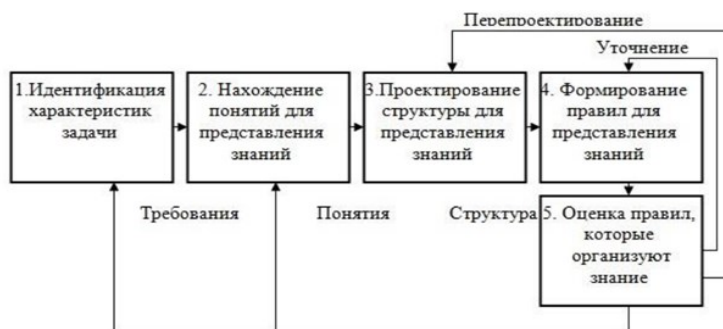 Перепроектирование
Уточнение
1.Идентификация
характеристик
задачи
2. Нахождение
понятий для
представления
знаний
3.Проектирование
структуры для
представления
знаний
4. Формирование
правил для
представления
знаний
Требования
Понятия
Структура
5. Оценка правил,
которые
организуют
знание